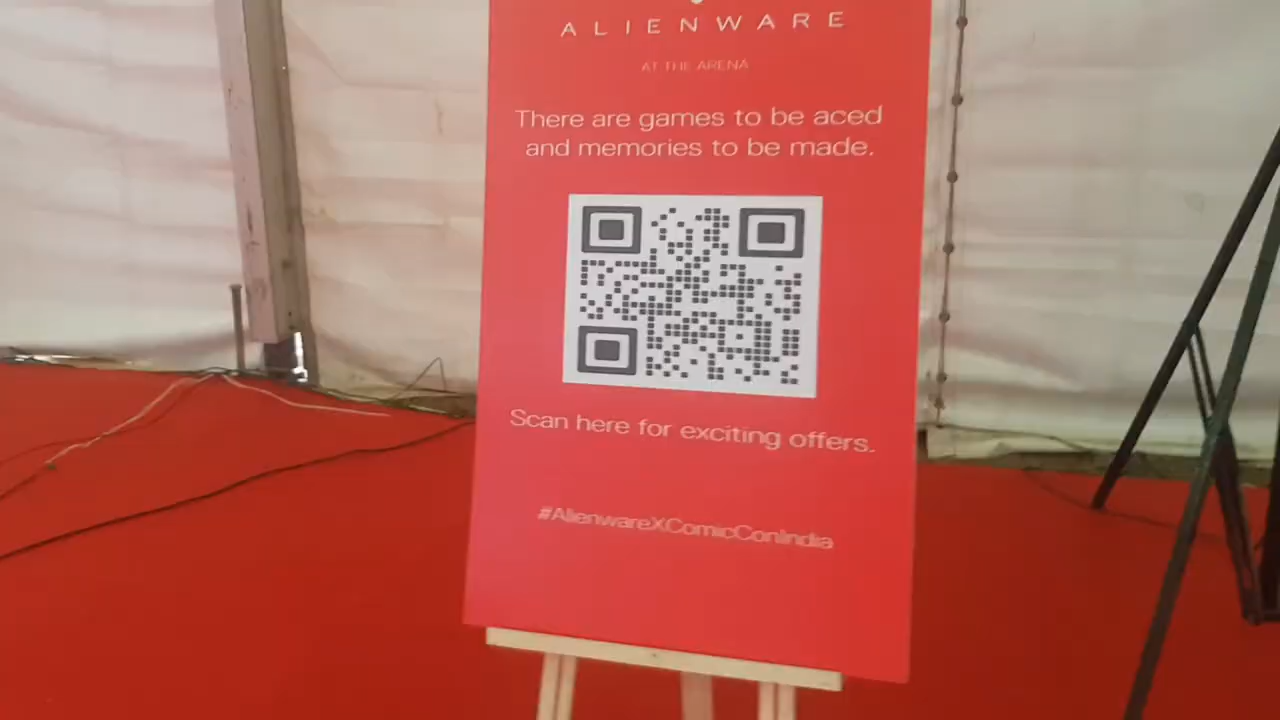 ALIENWARE
AT THE ARENA
There are games to be aced
and memories to be made.
Scan here for exciting offers.
#AlienwareXComicConIndia